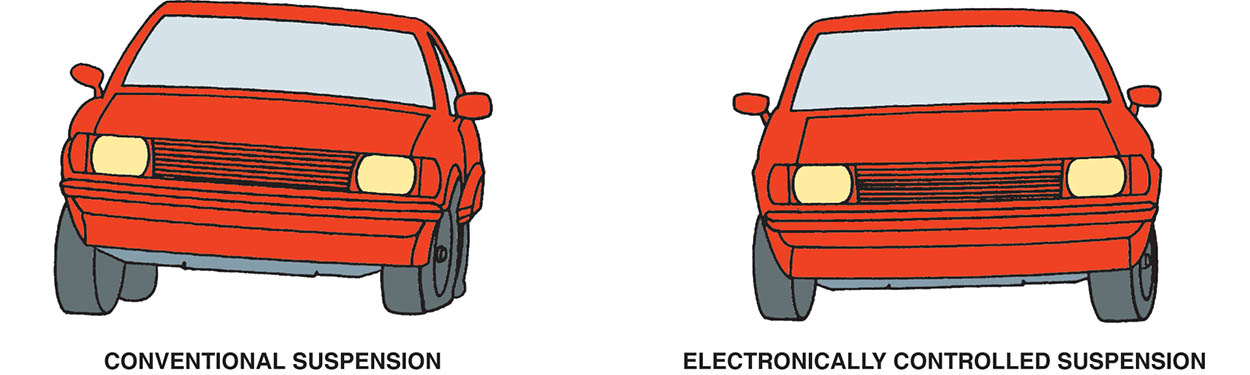 CONVENTIONAL SUSPENSION
ELECTRONICALLY CONTROLLED SUSPENSION